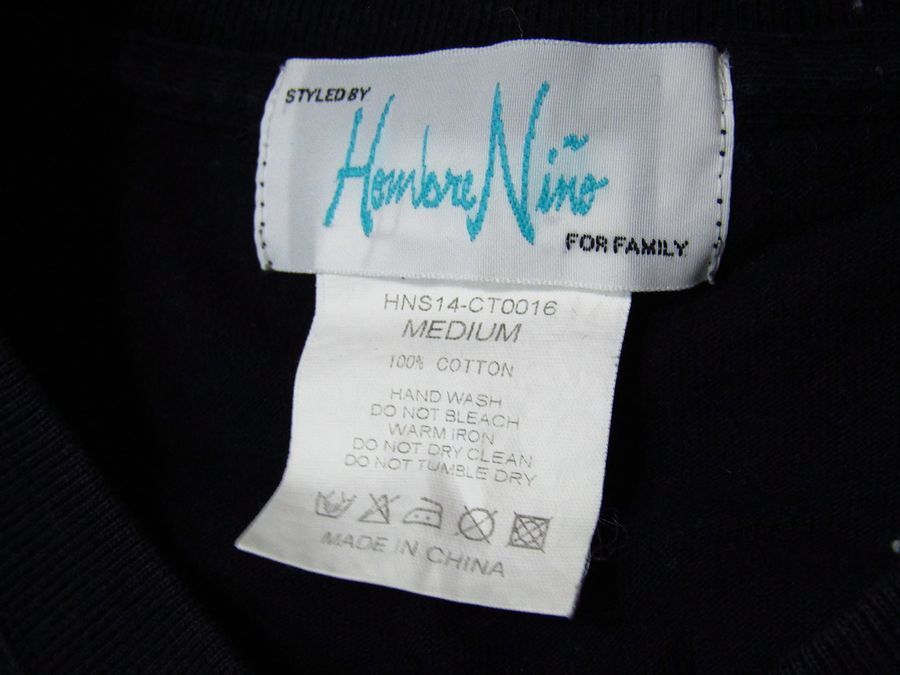 STYLED BY
Hombre Niño
FOR FAMILY
HNS14-CT0016
MEDIUM
100% COTTON
HAND WASH
DO NOT BLEACH
WARM IRON
DO NOT DRY CLEAN
DO NOT TUMBLE DRY
MADE IN CHINA